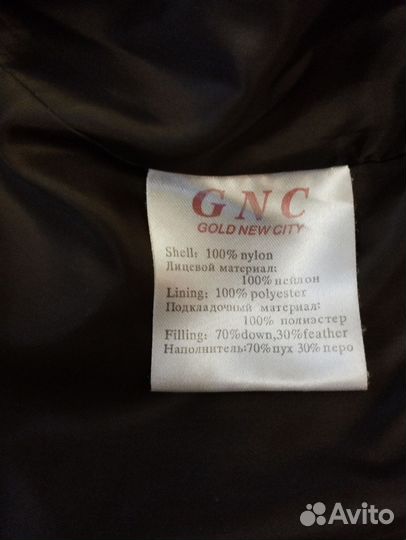 GNC
GOLD NEW CITY
Shell: 100% nylon
Лицевой материал:
100% нейлон
Lining: 100% polyester
Подкладочный материал:
100% полиэстер
Filling: 70%down,30%feather
Наполнитель:70% пух 30% перо
Avito